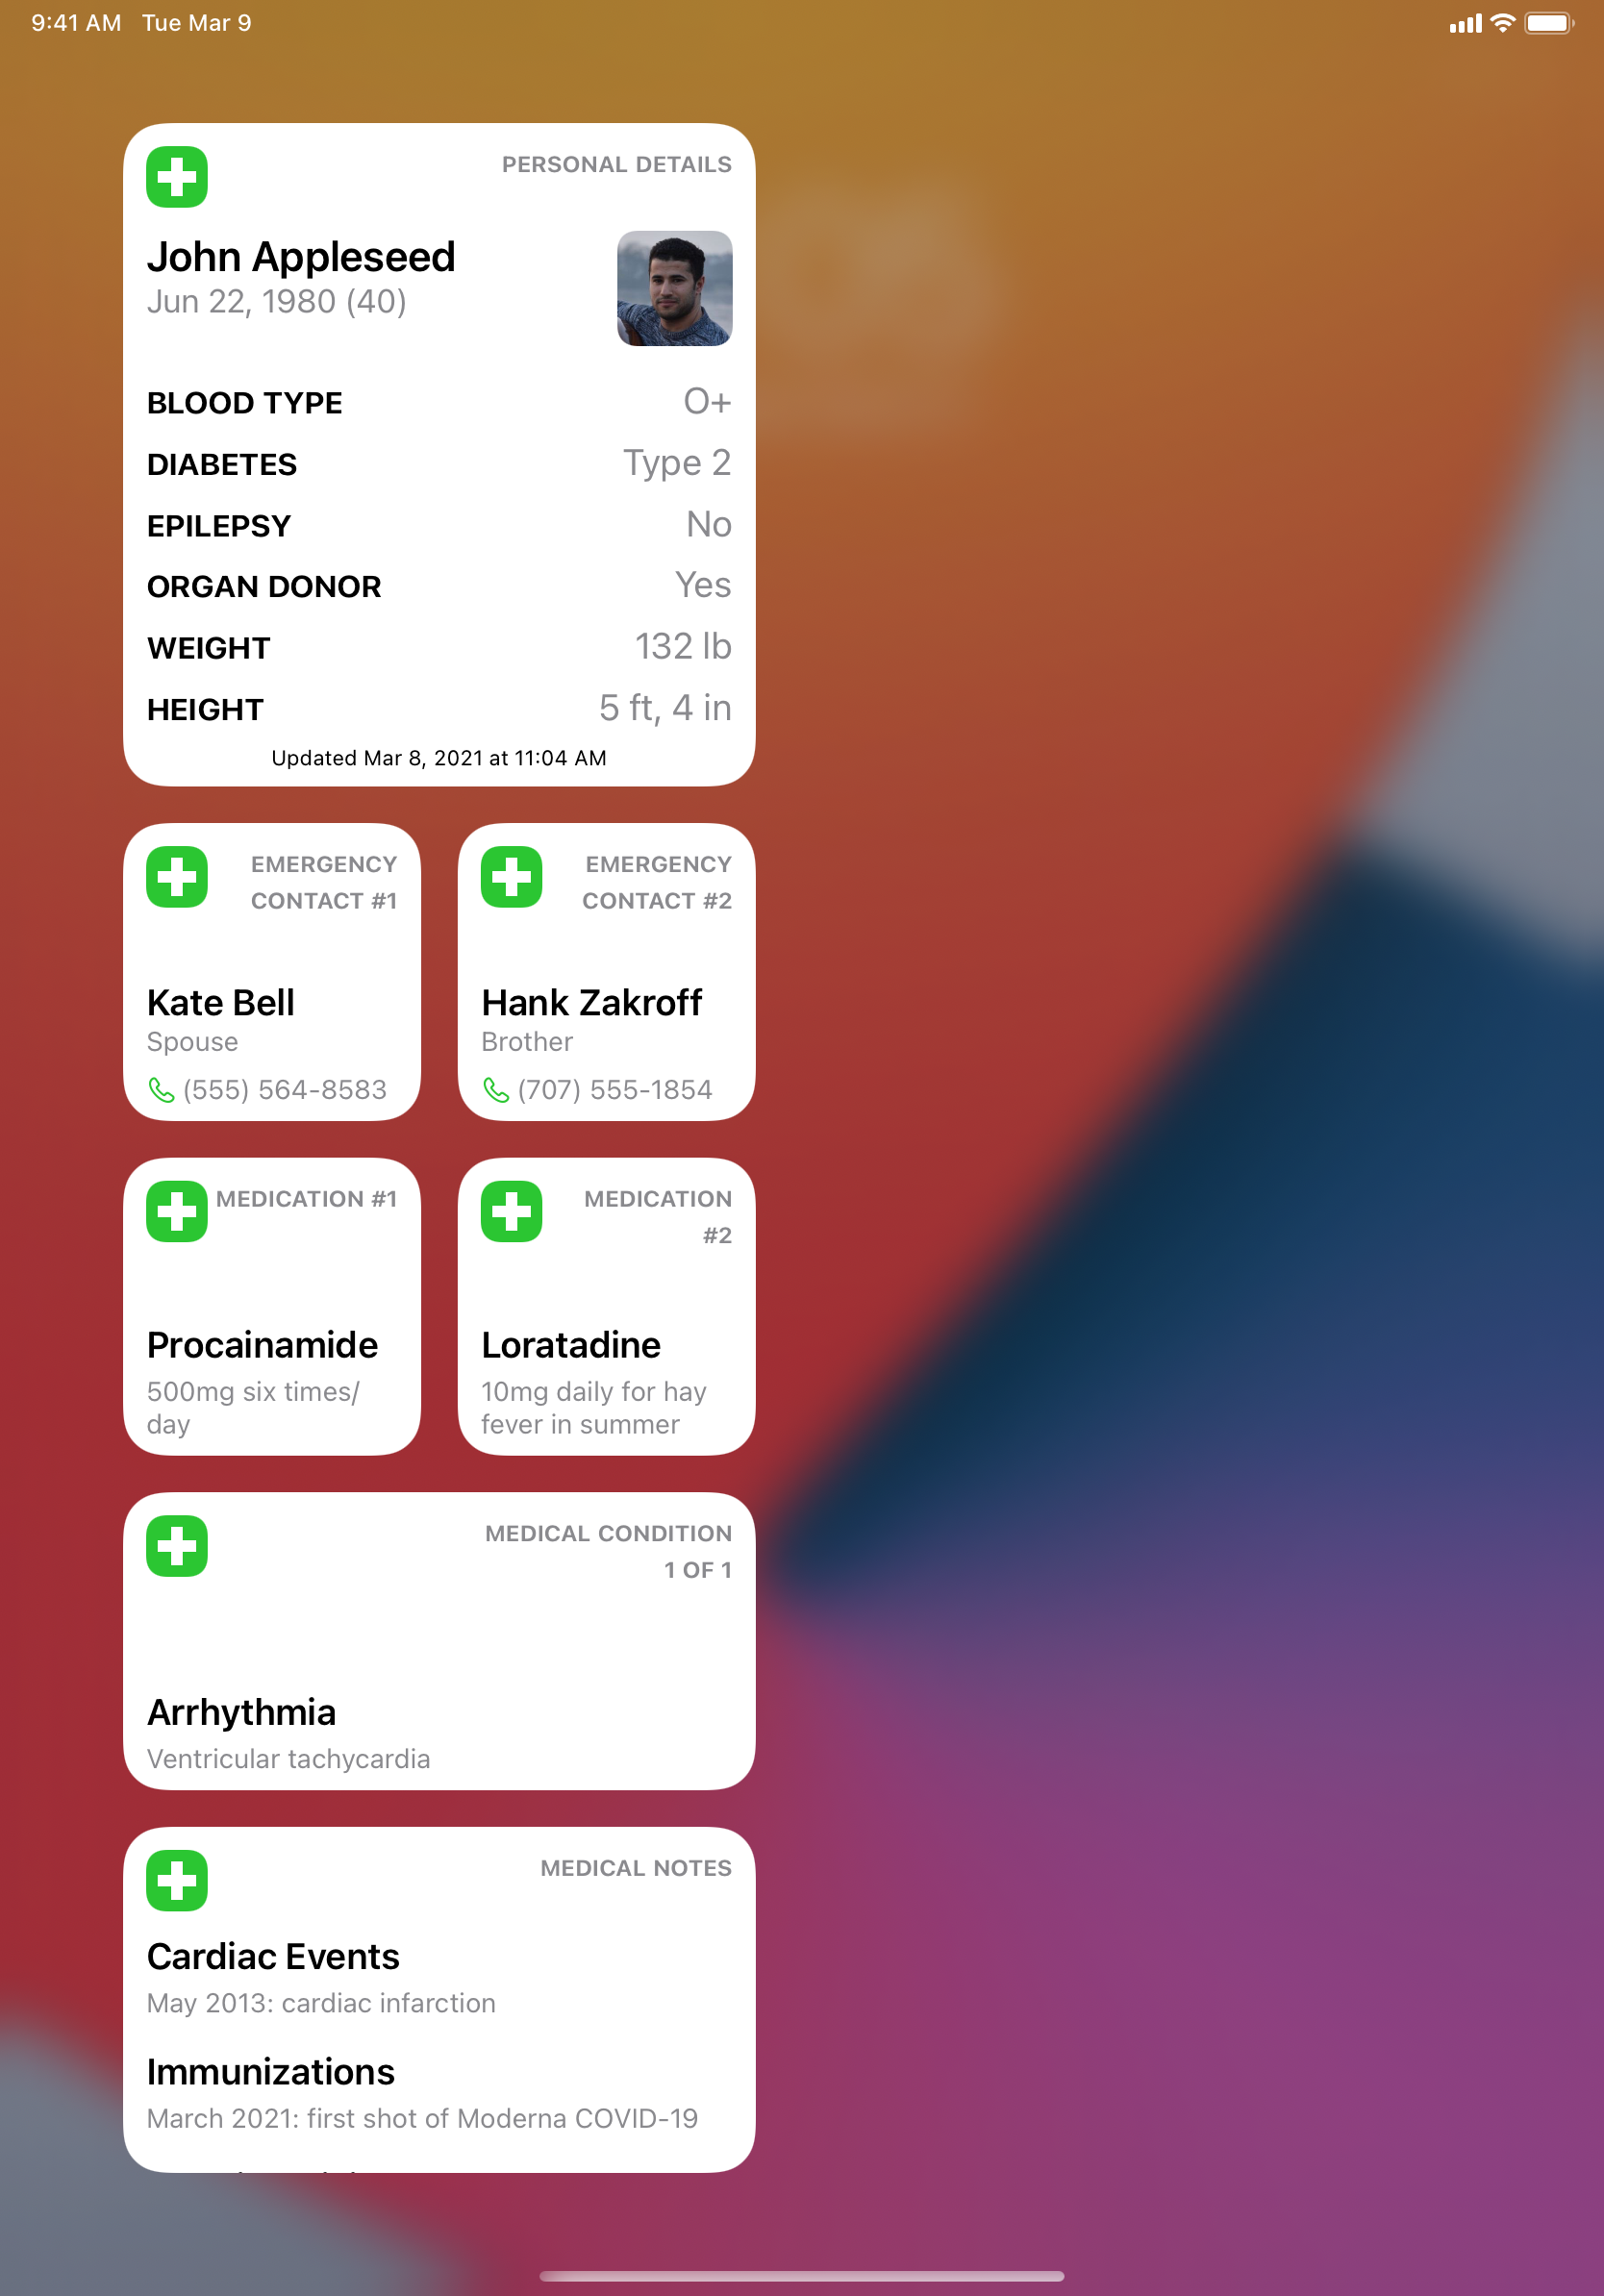 9:41 AM Tue Mar 9
PERSONAL DETAILS
John Appleseed
Jun 22, 1980 (40)
BLOOD TYPE O+
DIABETES Type 2
EPILEPSY No
ORGAN DONOR Yes
WEIGHT 132 lb
HEIGHT 5 ft, 4 in
Updated Mar 8, 2021 at 11:04 AM
EMERGENCY
CONTACT #1
Kate Bell
Spouse
(555) 564-8583
EMERGENCY
CONTACT #2
Hank Zakroff
Brother
(707) 555-1854
MEDICATION #1
Procainamide
500mg six times/
day
MEDICATION
#2
Loratadine
10mg daily for hay
fever in summer
MEDICAL CONDITION
1 OF 1
Arrhythmia
Ventricular tachycardia
MEDICAL NOTES
Cardiac Events
May 2013: cardiac infarction
Immunizations
March 2021: first shot of Moderna COVID-19